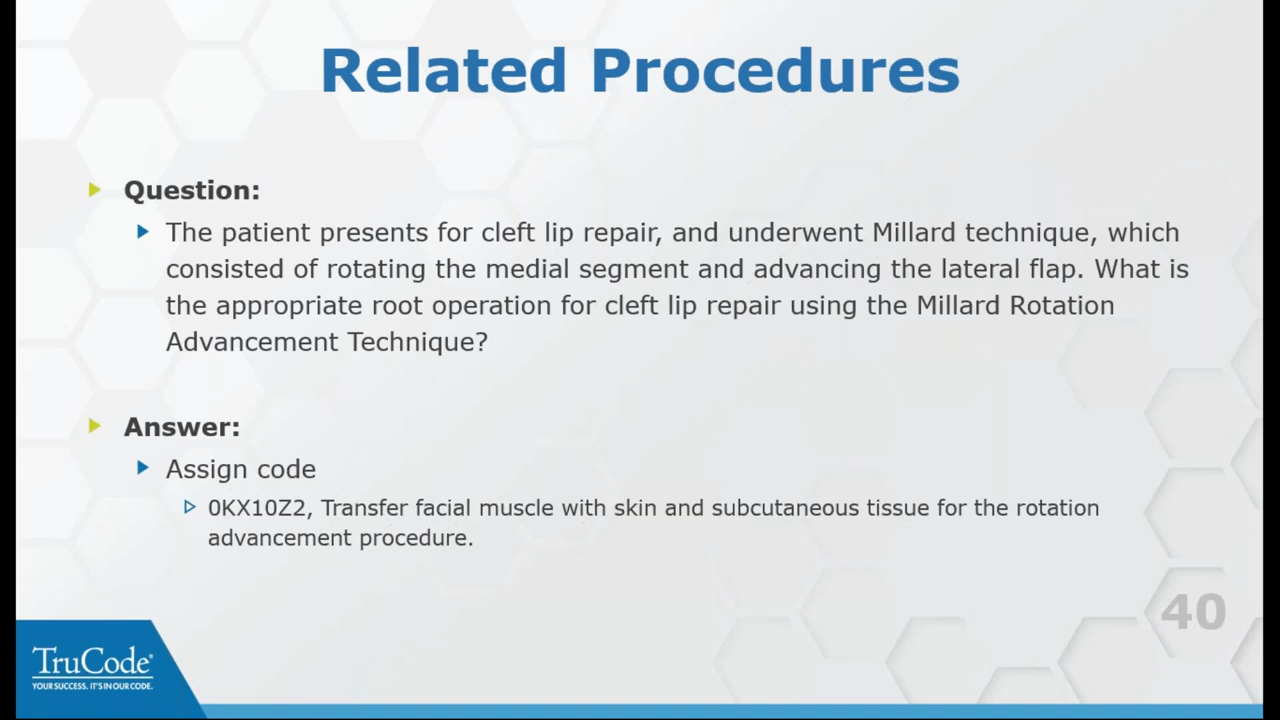 Related Procedures
Question:
The patient presents for cleft lip repair, and underwent Millard technique, which
consisted of rotating the medial segment and advancing the lateral flap. What is
the appropriate root operation for cleft lip repair using the Millard Rotation
Advancement Technique?
Answer:
Assign code
0KX10Z2, Transfer facial muscle with skin and subcutaneous tissue for the rotation
advancement procedure.
40
TruCode®
YOUR SUCCESS. IT'S IN OUR CODE.